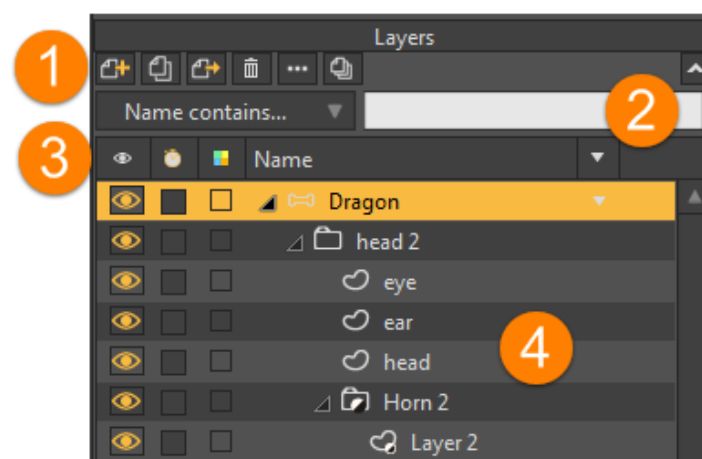 Layers
1
Name contains...
2
3
Name
Dragon
head 2
eye
ear
head
4
Horn 2
Layer 2